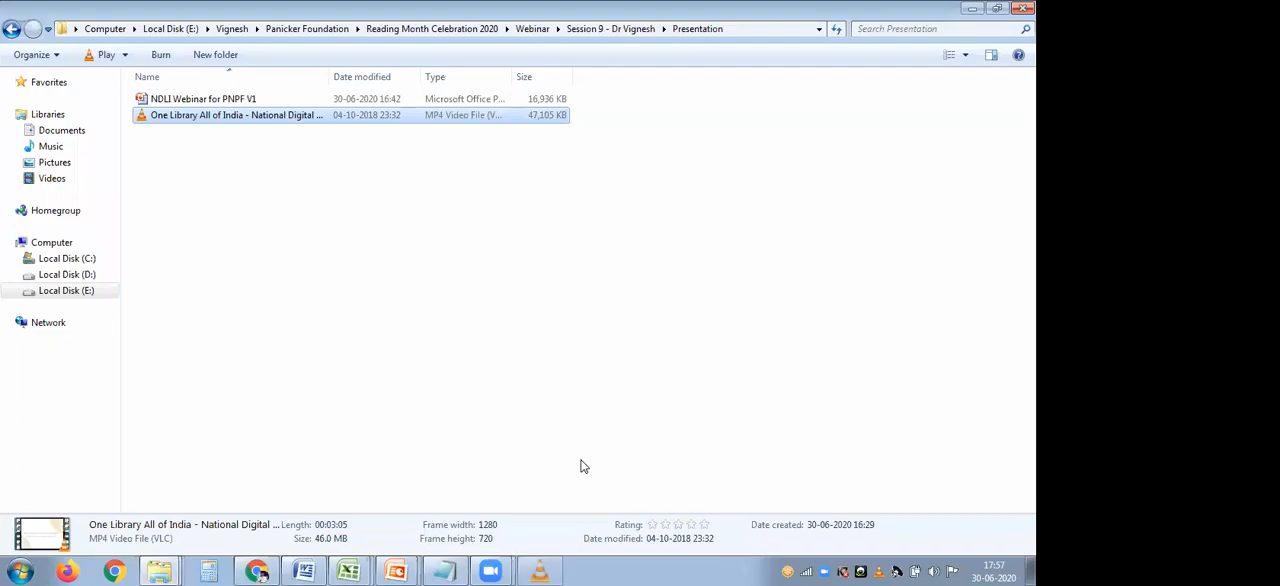 Computer Local Disk (E:) Vignesh Panicker Foundation Reading Month Celebration 2020 Webinar Session 9 - Dr Vignesh Presentation Search Presentation
Organize Play Burn New folder
Name Date modified Type Size
NDLI Webinar for PNPF V1 30-06-2020 16:42 Microsoft Office P... 16,936 KB
One Library All of India - National Digital ... 04-10-2018 23:32 MP4 Video File (V... 47,105 KB
Favorites
Libraries
Documents
Music
Pictures
Videos
Homegroup
Computer
Local Disk (C:)
Local Disk (D:)
Local Disk (E:)
Network
One Library All of India - National Digital ... Length: 00:03:05 Frame width: 1280 Rating: Date created: 30-06-2020 16:29
MP4 Video File (VLC) Size: 46.0 MB Frame height: 720 Date modified: 04-10-2018 23:32
17:57
30-06-2020